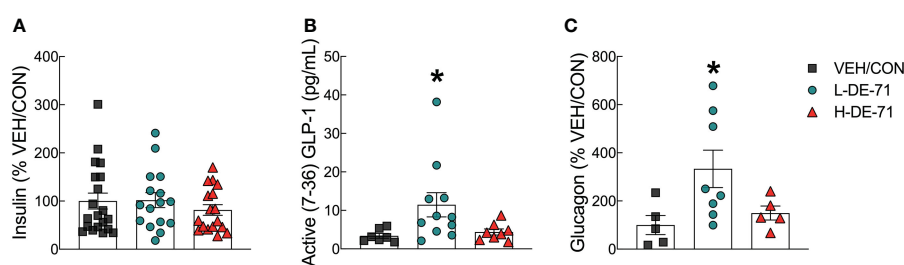 A
Insulin (% VEH/CON)
400
300
200
100
0
B
Active (7-36) GLP-1 (pg/mL)
50
40
30
20
10
0
*
C
Glucagon (% VEH/CON)
800
600
400
200
0
*
VEH/CON
L-DE-71
H-DE-71